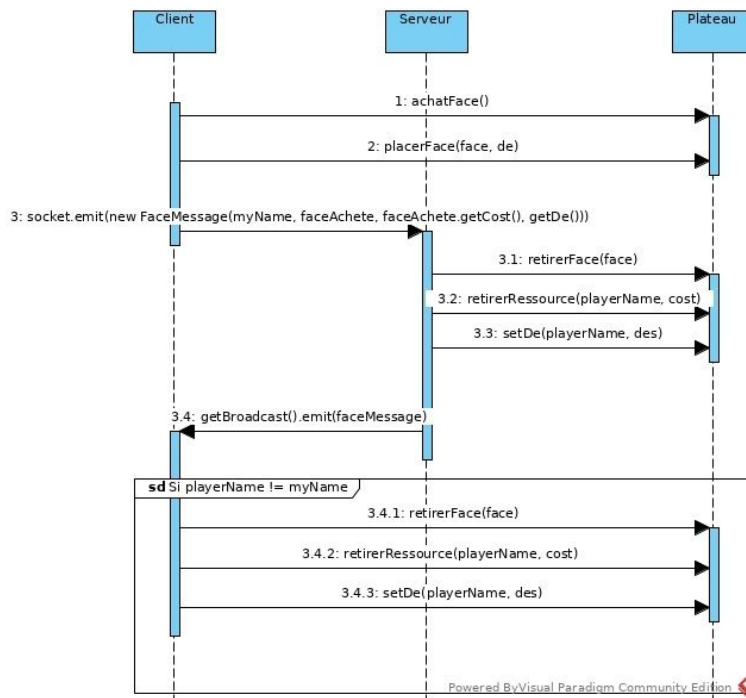 Client
Serveur
Plateau
1: achatFace()
2: placerFace(face, de)
3: socket.emit(new FaceMessage(myName, faceAchete, faceAchete.getCost(), getDe()))
3.1: retirerFace(face)
3.2: retirerRessource(playerName, cost)
3.3: setDe(playerName, des)
3.4: getBroadcast().emit(faceMessage)
sd Si playerName != myName
3.4.1: retirerFace(face)
3.4.2: retirerRessource(playerName, cost)
3.4.3: setDe(playerName, des)
Powered By Visual Paradigm Community Edition